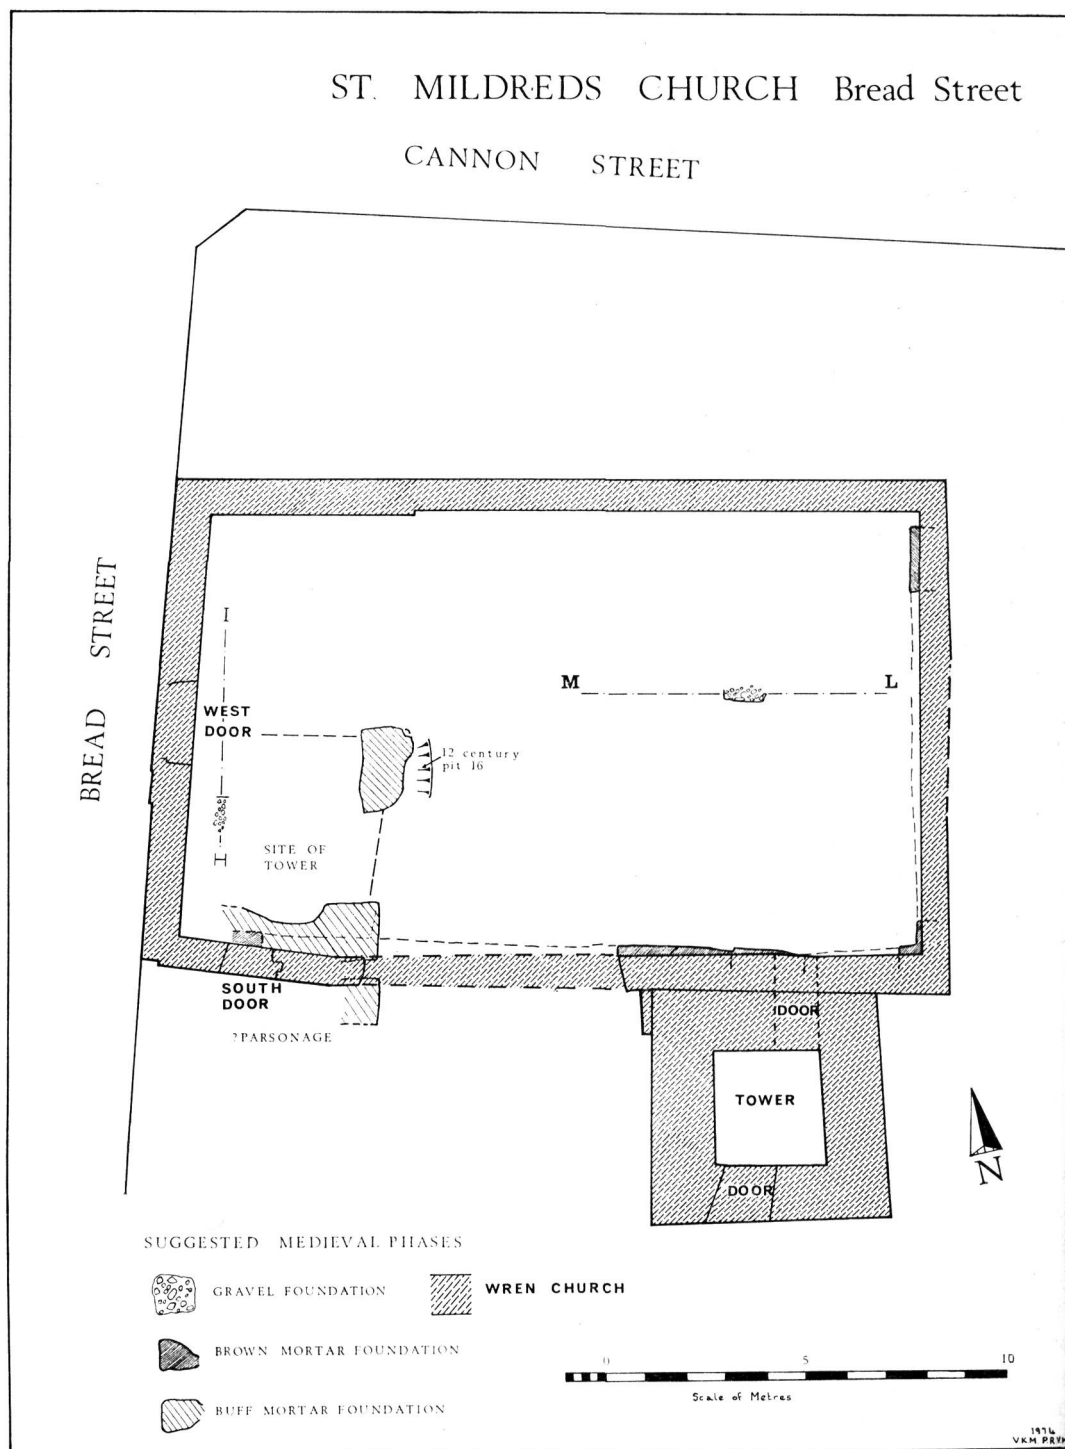 ST. MILDREDS CHURCH Bread Street
CANNON STREET
BREAD STREET
I
M
L
WEST
DOOR
12 century
pit 16
H
SITE OF
TOWER
SOUTH
DOOR
?PARSONAGE
DOOR
TOWER
DOOR
N
SUGGESTED MEDIEVAL PHASES
GRAVEL FOUNDATION
WREN CHURCH
BROWN MORTAR FOUNDATION
BUFF MORTAR FOUNDATION
0 5 10
Scale of Metres
1974
V.K.M.